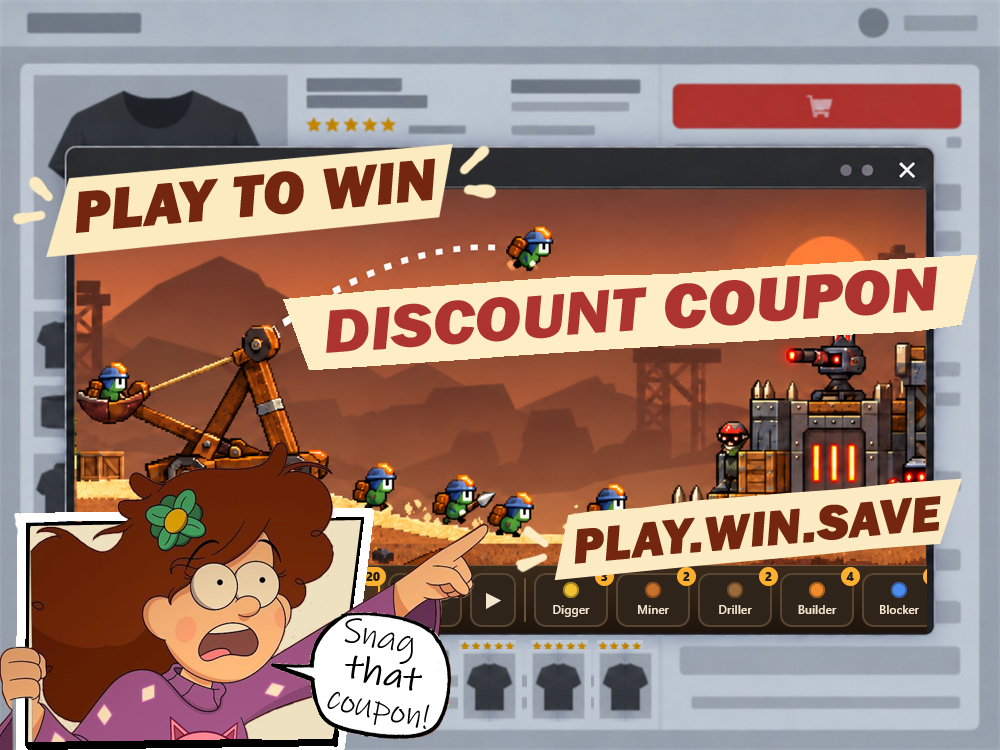 PLAY TO WIN
DISCOUNT COUPON
PLAY.WIN.SAVE
20
3
2
2
4
Digger
Miner
Driller
Builder
Blocker
Snag
that
coupon!